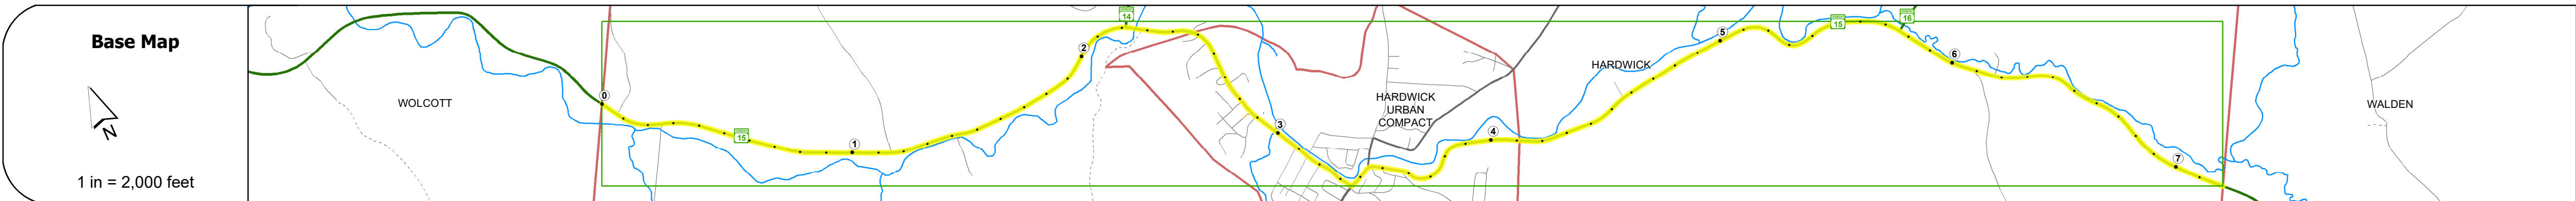 Base Map
N
1 in = 2,000 feet
WOLCOTT
0
15
1
2
14
3
HARDWICK
URBAN
COMPACT
4
HARDWICK
5
15
16
6
7
WALDEN